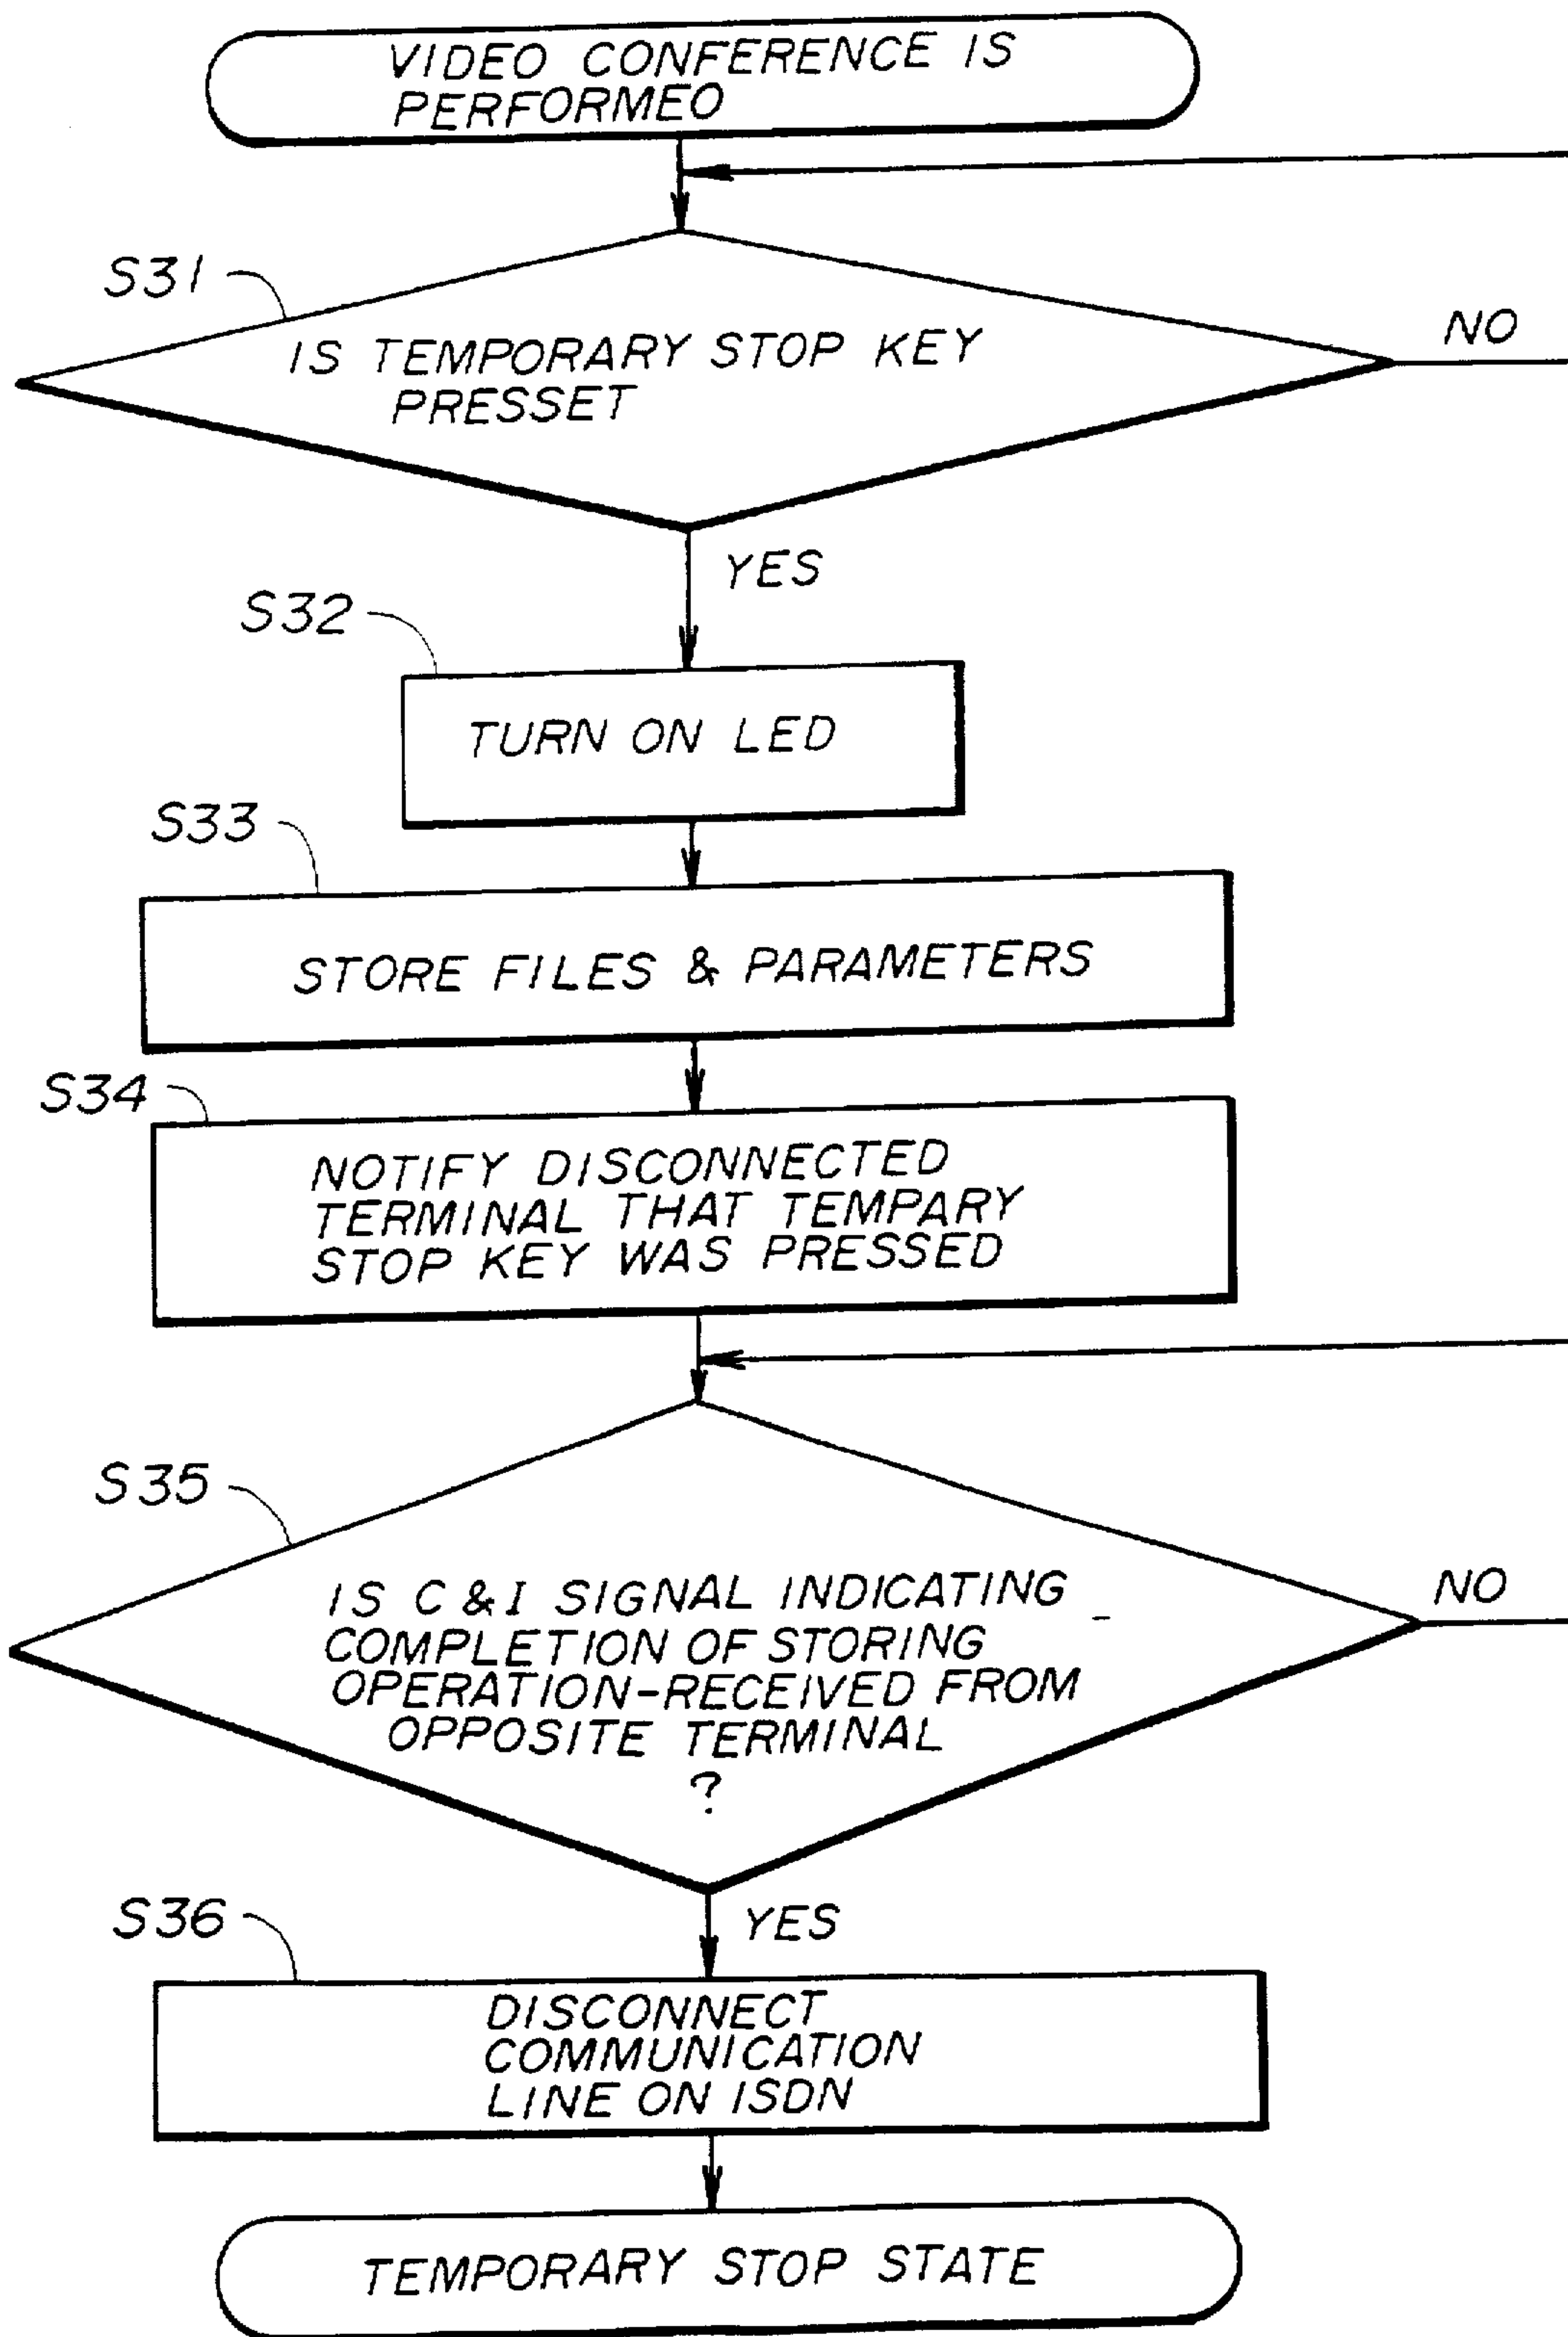 VIDEO CONFERENCE IS
PERFORMEO
S31
IS TEMPORARY STOP KEY
PRESSET
NO
YES
S32
TURN ON LED
S33
STORE FILES & PARAMETERS
S34
NOTIFY DISCONNECTED
TERMINAL THAT TEMPARY
STOP KEY WAS PRESSED
S35
IS C & I SIGNAL INDICATING
COMPLETION OF STORING
OPERATION-RECEIVED FROM
OPPOSITE TERMINAL
?
NO
YES
S36
DISCONNECT
COMMUNICATION
LINE ON ISDN
TEMPORARY STOP STATE